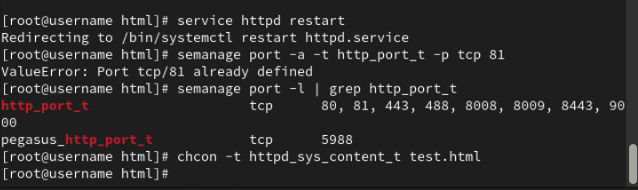 [root@username html]# service httpd restart
Redirecting to /bin/systemctl restart httpd.service
[root@username html]# semanage port -a -t http_port_t -p tcp 81
ValueError: Port tcp/81 already defined
[root@username html]# semanage port -l | grep http_port_t
http_port_t                    tcp      80, 81, 443, 488, 8008, 8009, 8443, 90
00
pegasus_http_port_t            tcp      5988
[root@username html]# chcon -t httpd_sys_content_t test.html
[root@username html]#